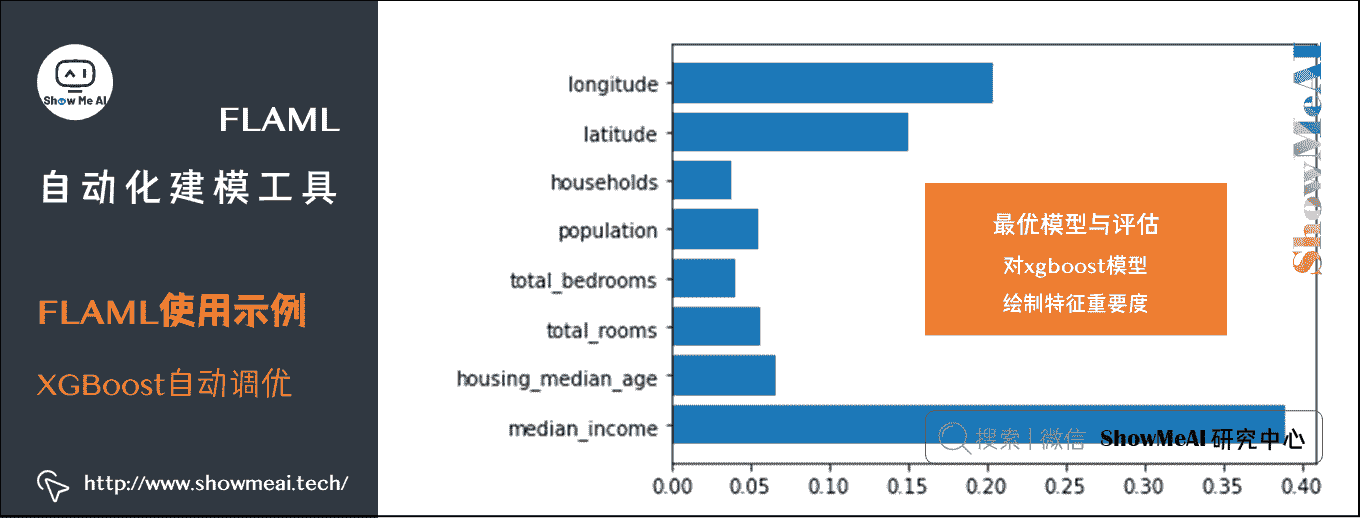 Show Me AI
FLAML
自动化建模工具
FLAML使用示例
XGBoost自动调优
http://www.showmeai.tech/
longitude
latitude
households
population
total_bedrooms
total_rooms
housing_median_age
median_income
0.00 0.05 0.10 0.15 0.20 0.25 0.30 0.35 0.40
最优模型与评估
对xgboost模型
绘制特征重要度
ShowMeAI
搜索 | 微信 ShowMeAI 研究中心